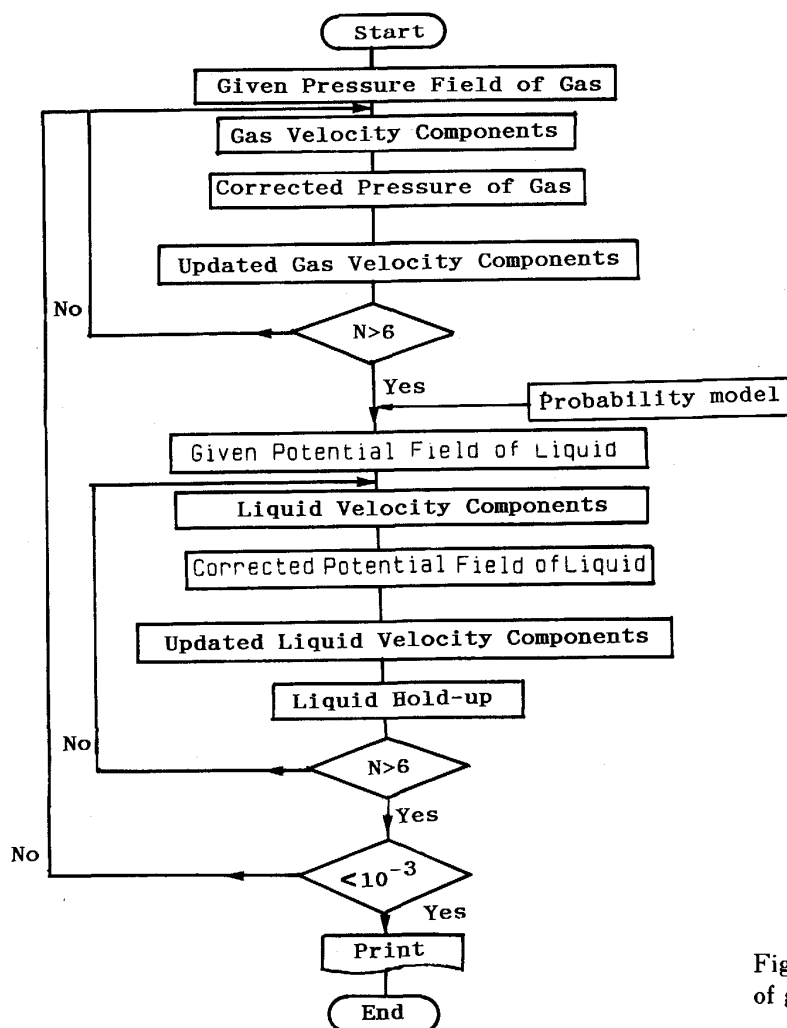 Start
Given Pressure Field of Gas
Gas Velocity Components
Corrected Pressure of Gas
Updated Gas Velocity Components
No
N>6
Yes
Probability model
Given Potential Field of Liquid
Liquid Velocity Components
Corrected Potential Field of Liquid
Updated Liquid Velocity Components
Liquid Hold-up
No
N>6
Yes
No
<10⁻³
Yes
Print
End
Fig
of g